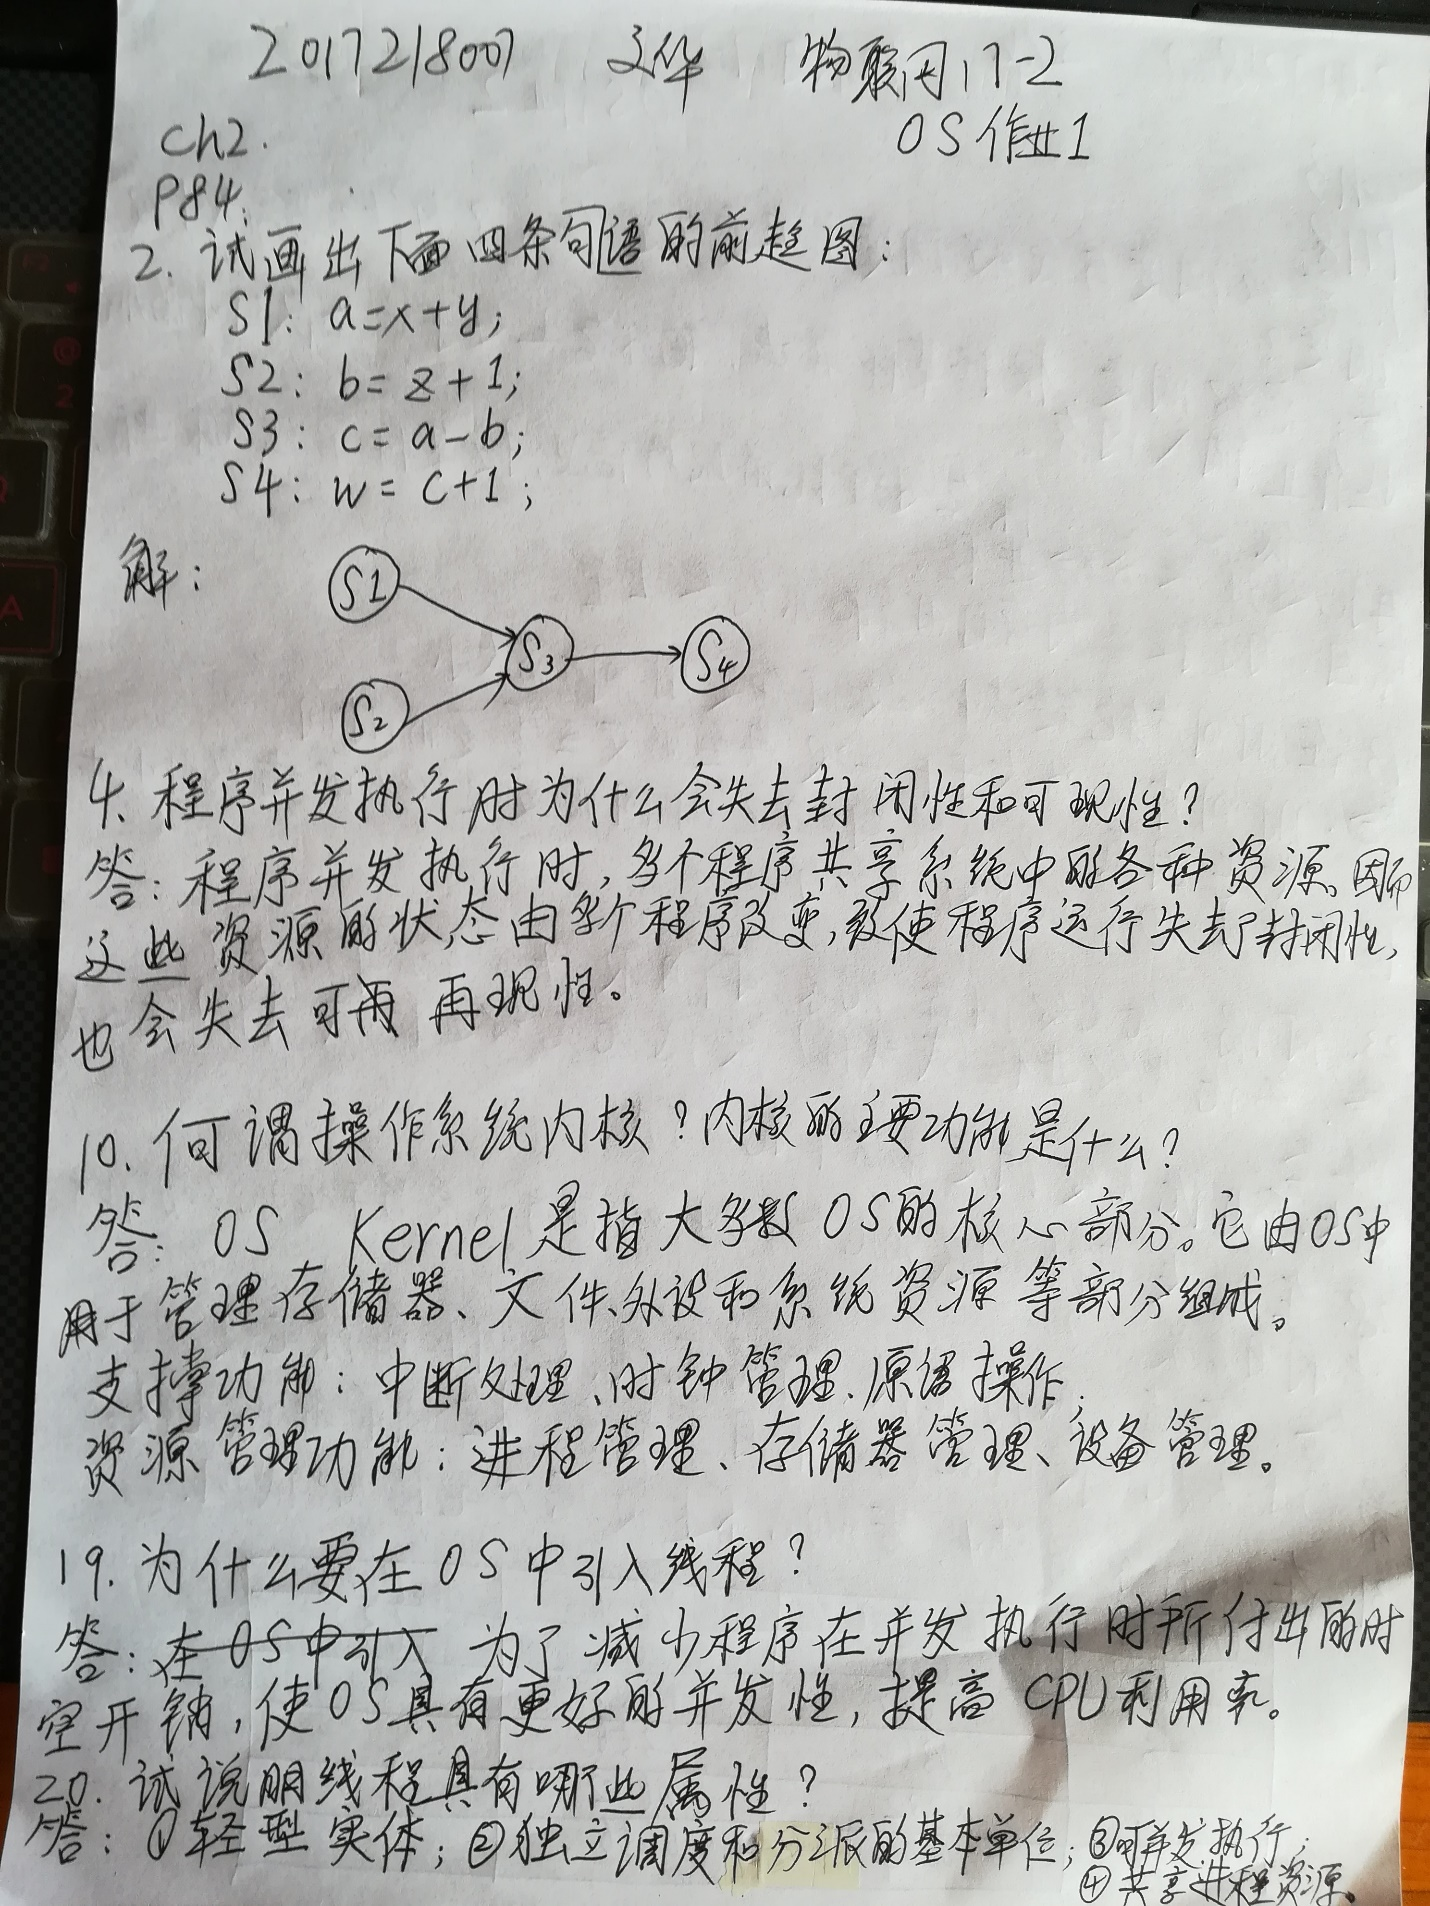 2017218007 文华 物联网17-2
OS作业1
Ch2.
P84.
2. 试画出下面四条句语的前趋图：
S1: a=x+y;
S2: b=z+1;
S3: c=a-b;
S4: w=c+1;
解：
S1
S3
S4
S2
4. 程序并发执行时为什么会失去封闭性和可现性？
答：程序并发执行时，多个程序共享系统中的各种资源，因而
这些资源的状态由多个程序改变，致使程序运行失去了封闭性，
也会失去可再现性。
10. 何谓操作系统内核？内核的主要功能是什么？
答：OS Kernel是指大多数OS的核心部分。它由OS中
用于管理存储器、文件、外设和系统资源等部分组成。
支撑功能：中断处理、时钟管理、原语操作；
资源管理功能：进程管理、存储器管理、设备管理。
19. 为什么要在OS中引入线程？
答：在OS中引入 为了减少程序在并发执行时所付出的时
空开销，使OS具有更好的并发性，提高CPU利用率。
20. 试说明线程具有哪些属性？
答：①轻型实体；②独立调度和分派的基本单位；③可并发执行；
④共享进程资源。